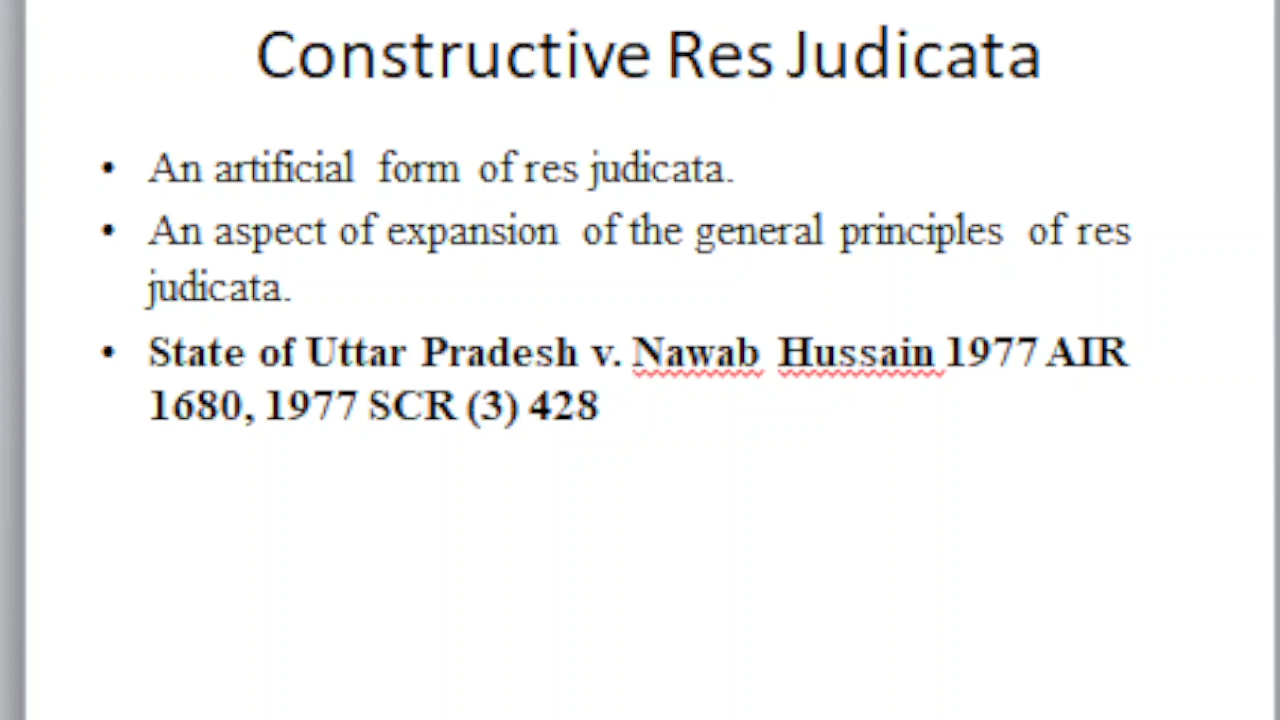 Constructive Res Judicata
• An artificial form of res judicata.
• An aspect of expansion of the general principles of res
judicata.
• State of Uttar Pradesh v. Nawab Hussain 1977 AIR
1680, 1977 SCR (3) 428